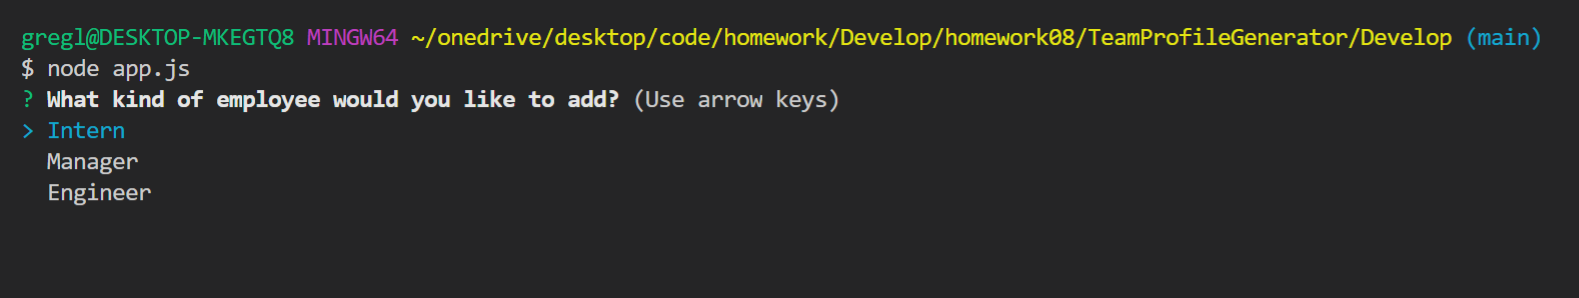 gregl@DESKTOP-MKEGTQ8 MINGW64 ~/onedrive/desktop/code/homework/Develop/homework08/TeamProfileGenerator/Develop (main)
$ node app.js
? What kind of employee would you like to add? (Use arrow keys)
> Intern
  Manager
  Engineer